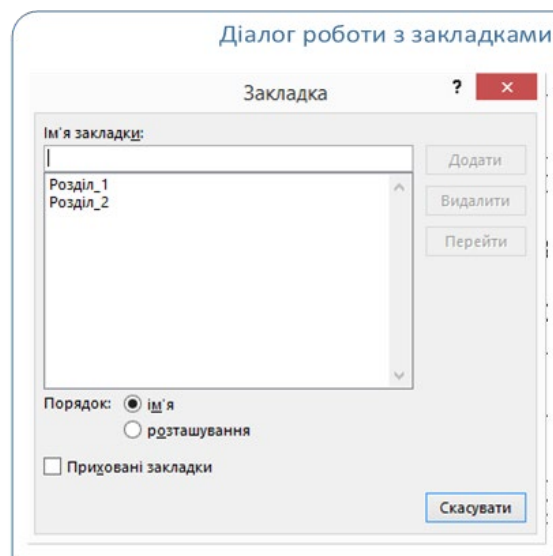 Діалог роботи з закладками
Закладка
?
Ім'я закладки:
Додати
Розділ_1
Розділ_2
Видалити
Перейти
Порядок:
ім'я
розташування
Приховані закладки
Скасувати